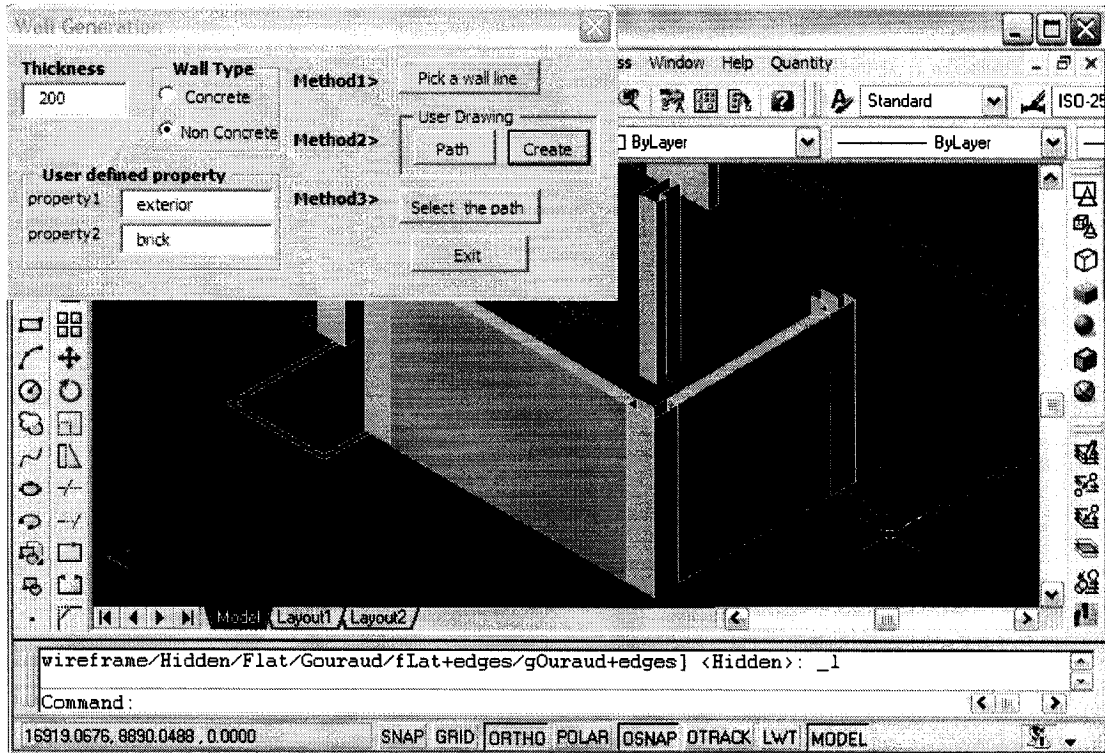 Wall Generation
Thickness
200
Wall Type
Concrete
Non Concrete
User defined property
property1 exterior
property2 brick
Method1> Pick a wall line
User Drawing
Method2> Path Create
Method3> Select the path
Exit
ss Window Help Quantity
Standard ISO-25
ByLayer ByLayer
Model Layout1 Layout2
wireframe/Hidden/Flat/Gouraud/fLat+edges/gOuraud+edges] <Hidden>: _l
Command:
16919.0676, 8890.0488 , 0.0000 SNAP GRID ORTHO POLAR OSNAP OTRACK LWT MODEL